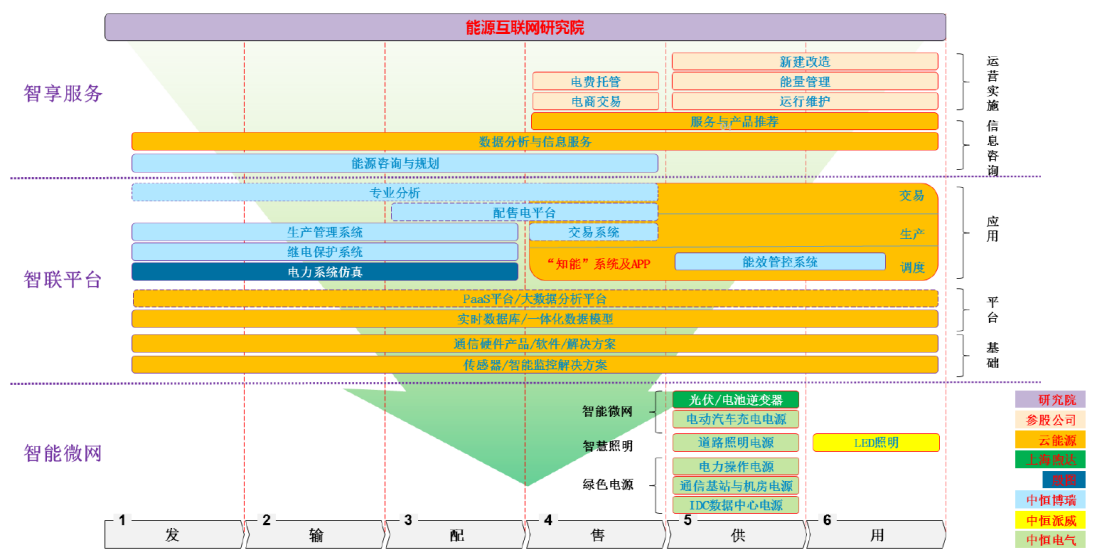 能源互联网研究院
智享服务
新建改造
电费托管
能量管理
电商交易
运行维护
运营实施
服务与产品推荐
数据分析与信息服务
能源咨询与规划
信息咨询
智联平台
专业分析
交易
配售电平台
生产管理系统
交易系统
生产
继电保护系统
“知能”系统及APP
能效管控系统
电力系统仿真
调度
应用
PaaS平台/大数据分析平台
实时数据库/一体化数据模型
平台
通信硬件产品/软件/解决方案
传感器/智能监控解决方案
基础
智能微网
智能微网
光伏/电池逆变器
电动汽车充电电源
智慧照明
道路照明电源
LED照明
绿色电源
电力操作电源
通信基站与机房电源
IDC数据中心电源
1 发
2 输
3 配
4 售
5 供
6 用
研究院
参股公司
云能源
中恒博瑞
中恒派威
中恒电气